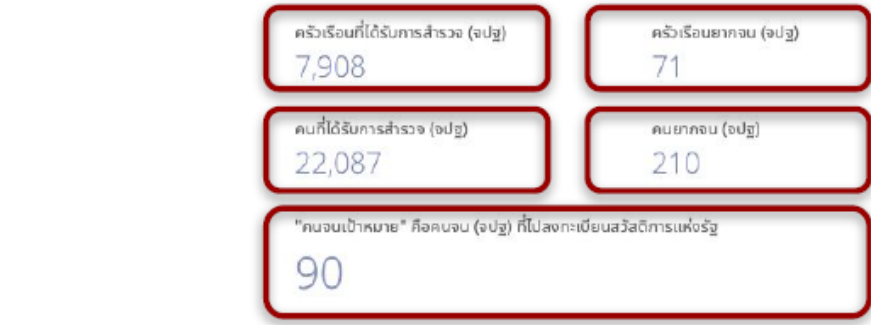 ครัวเรือนที่ได้รับการสำรวจ (จปฐ)
7,908
ครัวเรือนยากจน (จปฐ)
71
คนที่ได้รับการสำรวจ (จปฐ)
22,087
คนยากจน (จปฐ)
210
"คนจนเป้าหมาย" คือคนจน (จปฐ) ที่ไปลงทะเบียนสวัสดิการแห่งรัฐ
90